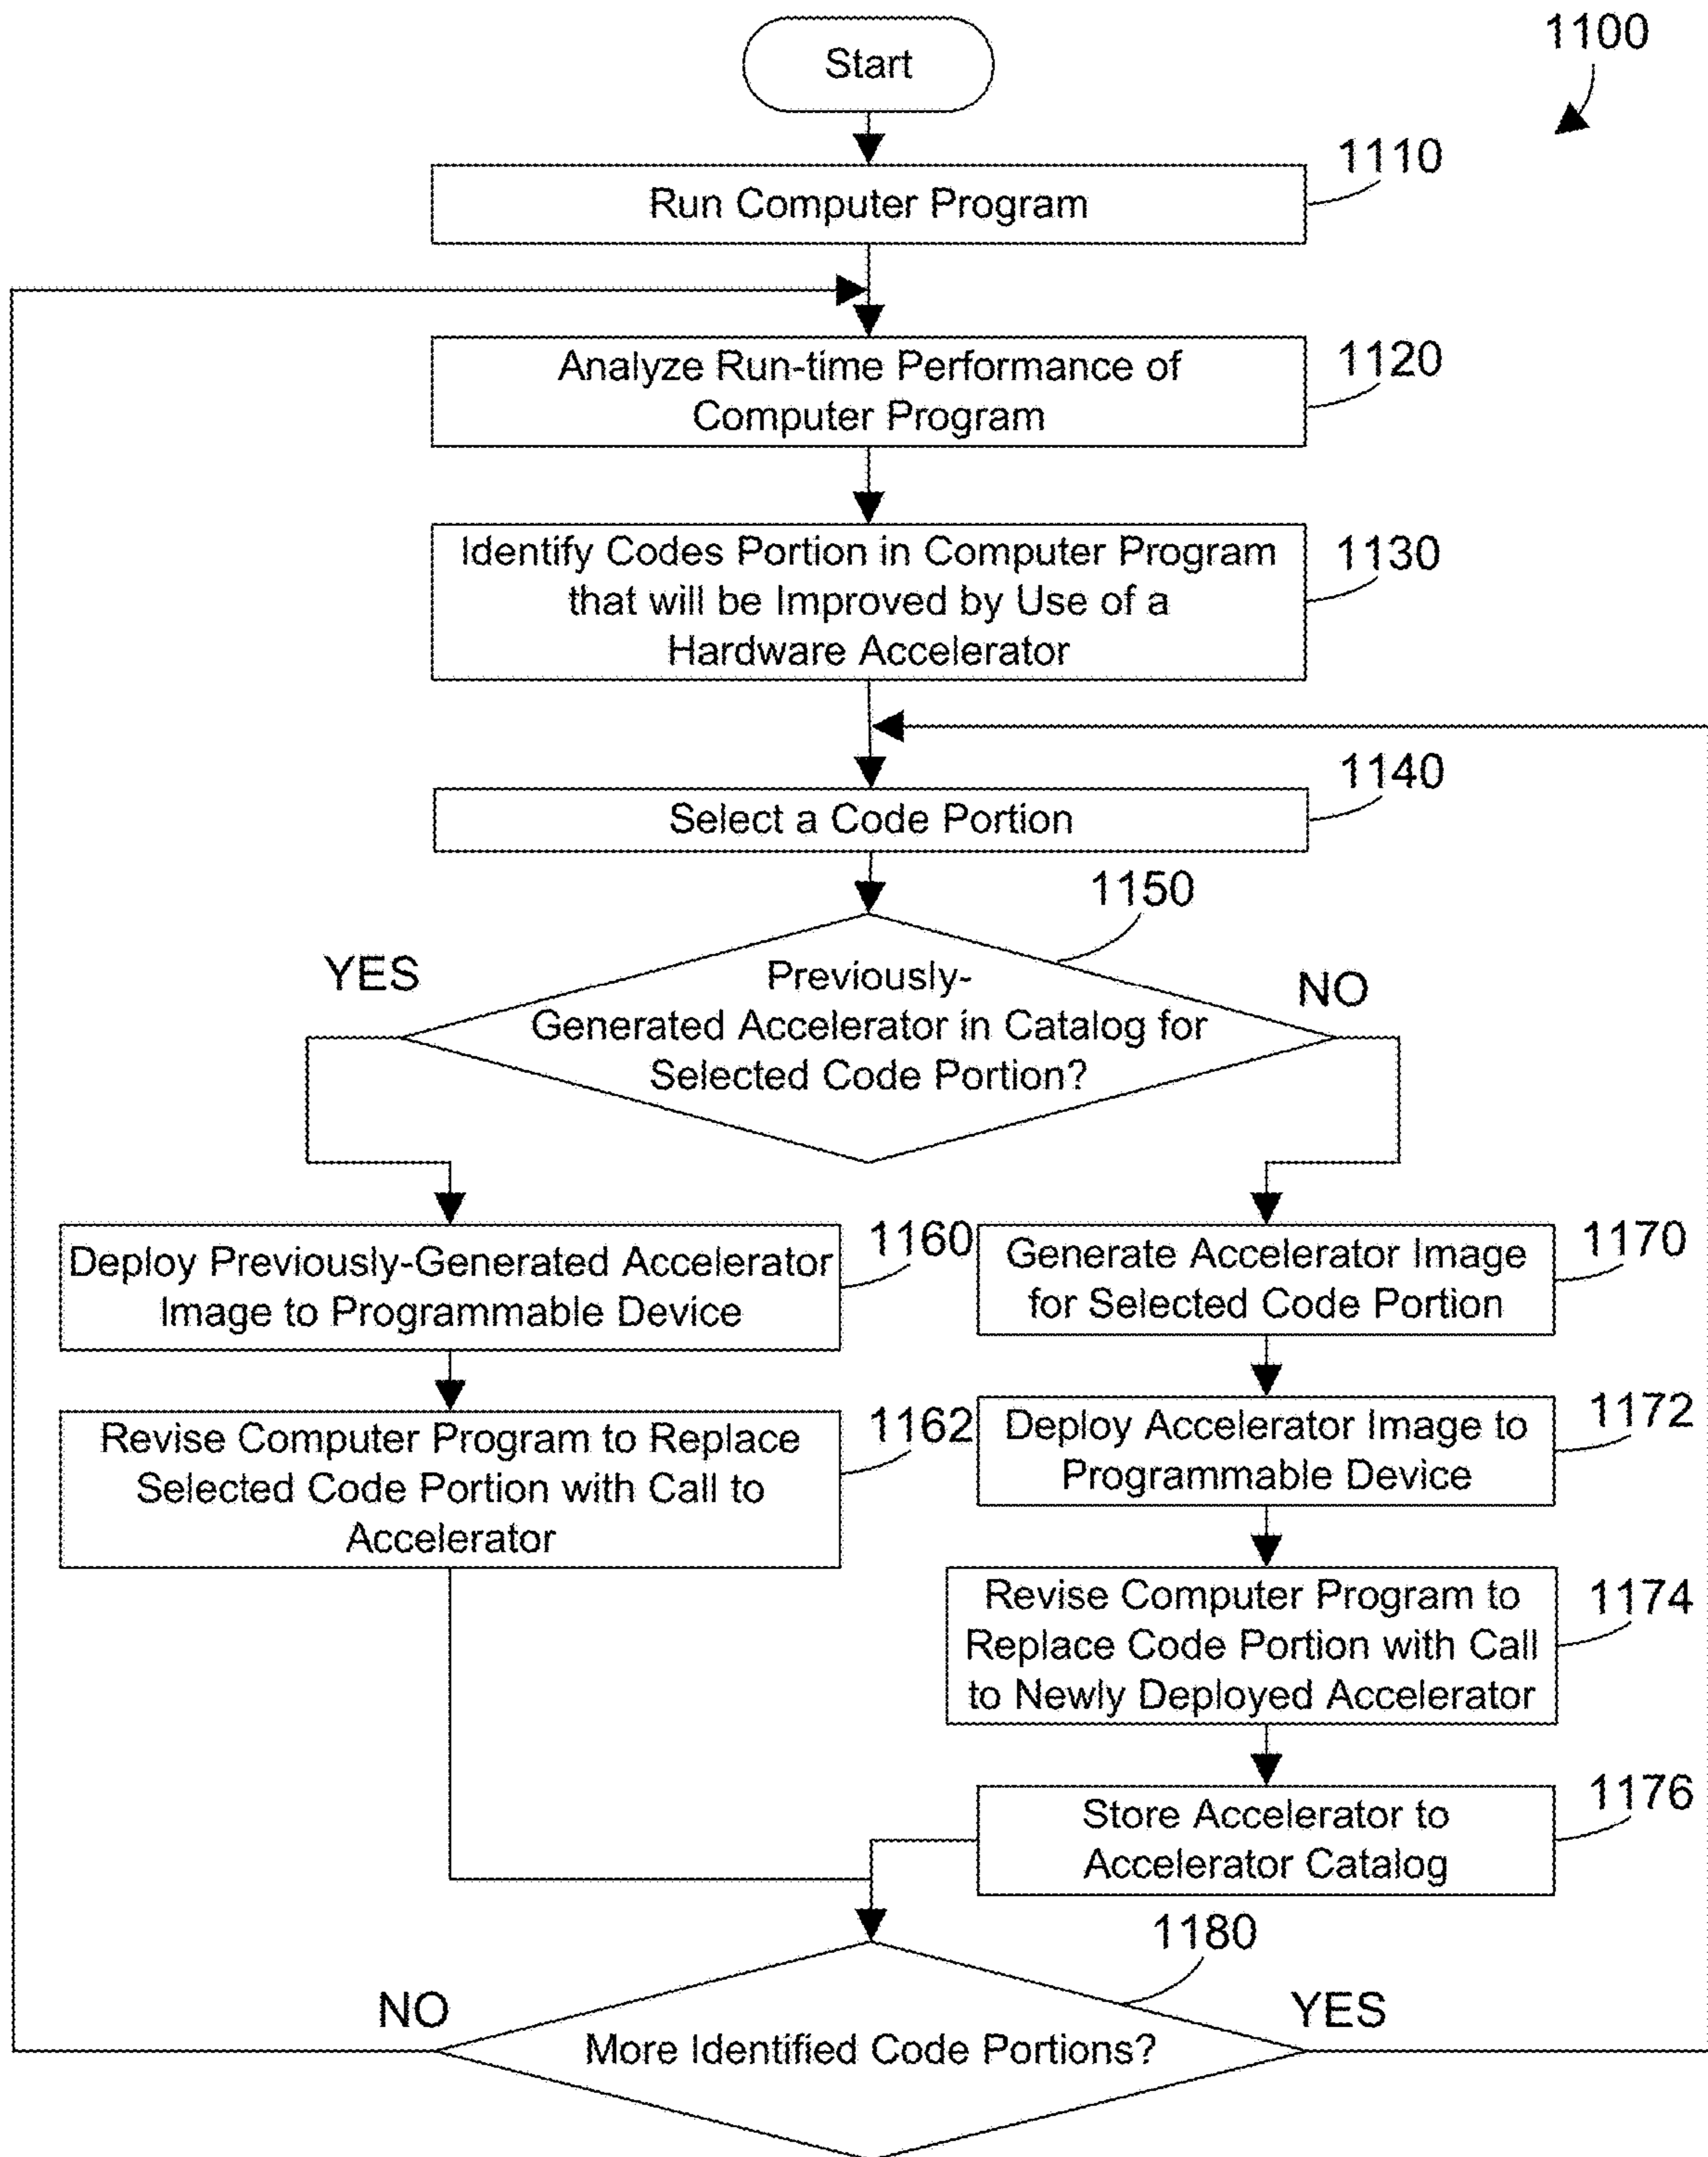 1100
Start
1110
Run Computer Program
1120
Analyze Run-time Performance of
Computer Program
1130
Identify Codes Portion in Computer Program
that will be Improved by Use of a
Hardware Accelerator
1140
Select a Code Portion
1150
YES
NO
Previously-
Generated Accelerator in Catalog for
Selected Code Portion?
1160
Deploy Previously-Generated Accelerator
Image to Programmable Device
1162
Revise Computer Program to Replace
Selected Code Portion with Call to
Accelerator
1170
Generate Accelerator Image
for Selected Code Portion
1172
Deploy Accelerator Image to
Programmable Device
1174
Revise Computer Program to
Replace Code Portion with Call
to Newly Deployed Accelerator
1176
Store Accelerator to
Accelerator Catalog
1180
NO
YES
More Identified Code Portions?